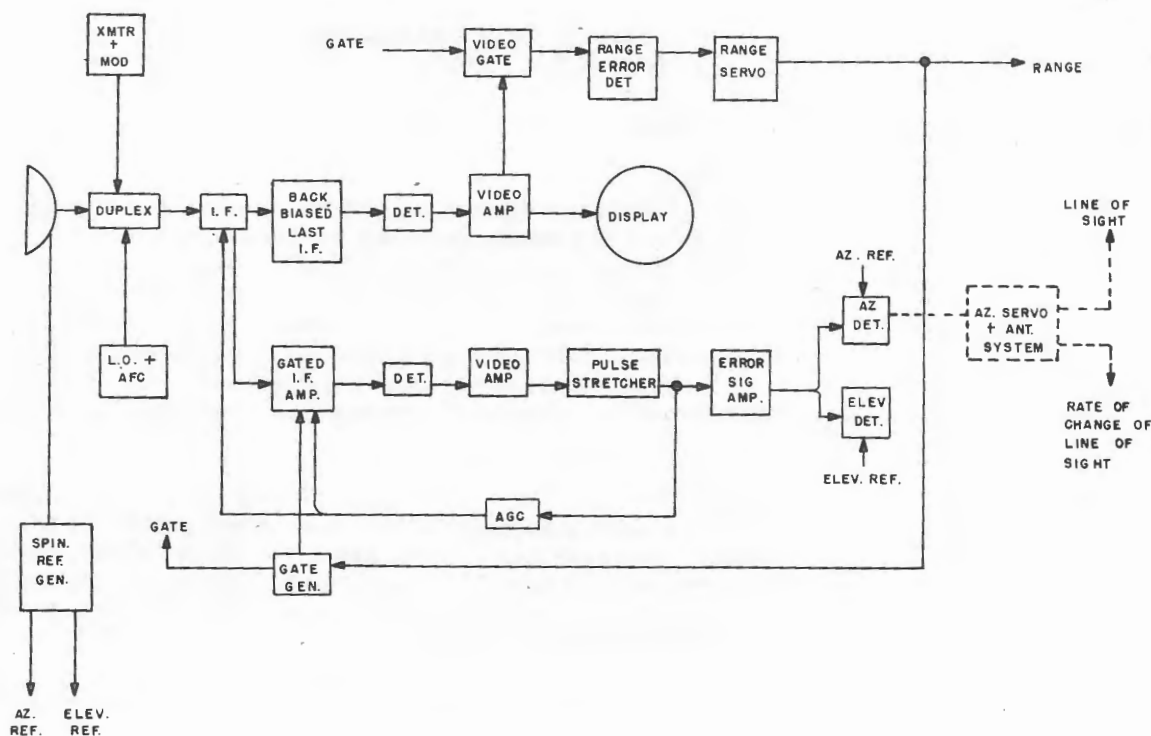 XMTR
+
MOD
GATE
VIDEO
GATE
RANGE
ERROR
DET
RANGE
SERVO
RANGE
DUPLEX
I.F.
BACK
BIASED
LAST
I.F.
DET.
VIDEO
AMP
DISPLAY
LINE OF
SIGHT
AZ. REF.
AZ
DET.
AZ. SERVO
+ ANT.
SYSTEM
L.O. +
AFC
GATED
I.F.
AMP.
DET.
VIDEO
AMP
PULSE
STRETCHER
ERROR
SIG
AMP.
ELEV
DET.
ELEV. REF.
RATE OF
CHANGE OF
LINE OF
SIGHT
AGC
GATE
GATE
GEN.
SPIN.
REF.
GEN.
AZ.
REF.
ELEV.
REF.